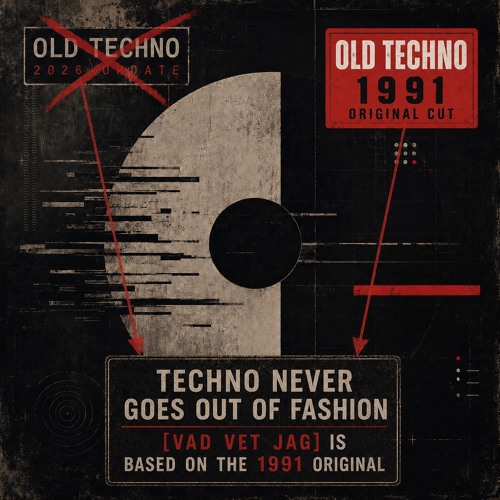 OLD TECHNO
2026 UPDATE
OLD TECHNO
1991
ORIGINAL CUT
TECHNO NEVER
GOES OUT OF FASHION
[VAD VET JAG] IS
BASED ON THE 1991 ORIGINAL